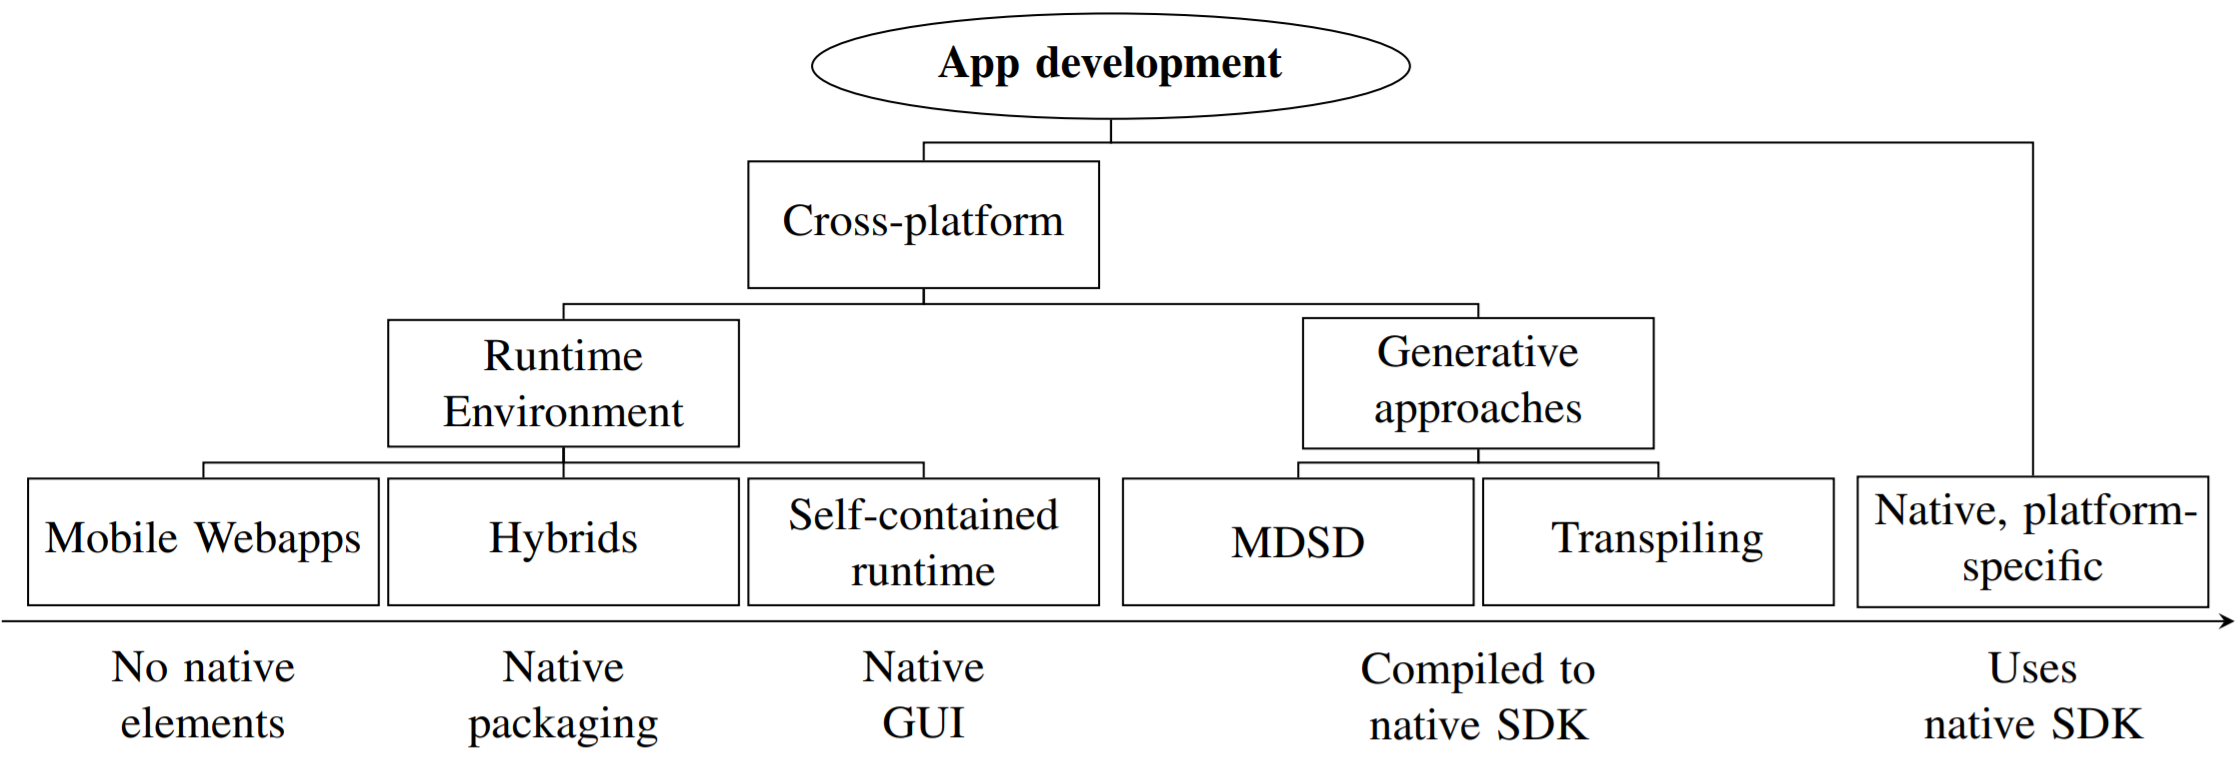 App development
Cross-platform
Runtime
Environment
Generative
approaches
Mobile Webapps
Hybrids
Self-contained
runtime
MDSD
Transpiling
Native, platform-
specific
No native
elements
Native
packaging
Native
GUI
Compiled to
native SDK
Uses
native SDK